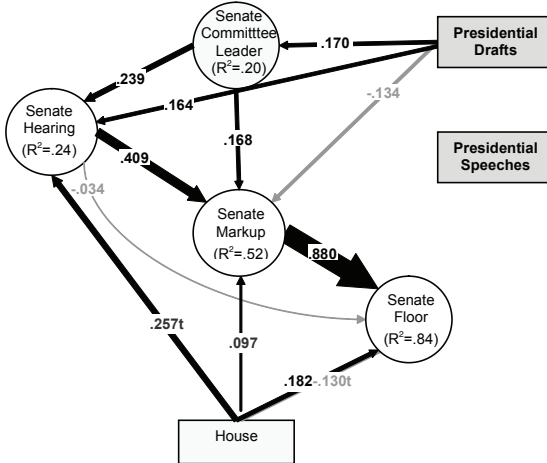 Senate
Committtee
Leader
(R²=.20)
Presidential
Drafts
.170
.239
.164
-.134
Senate
Hearing
(R²=.24)
.409
.168
Presidential
Speeches
-.034
Senate
Markup
(R²=.52)
.880
Senate
Floor
(R²=.84)
.257t
.097
.182-.130t
House